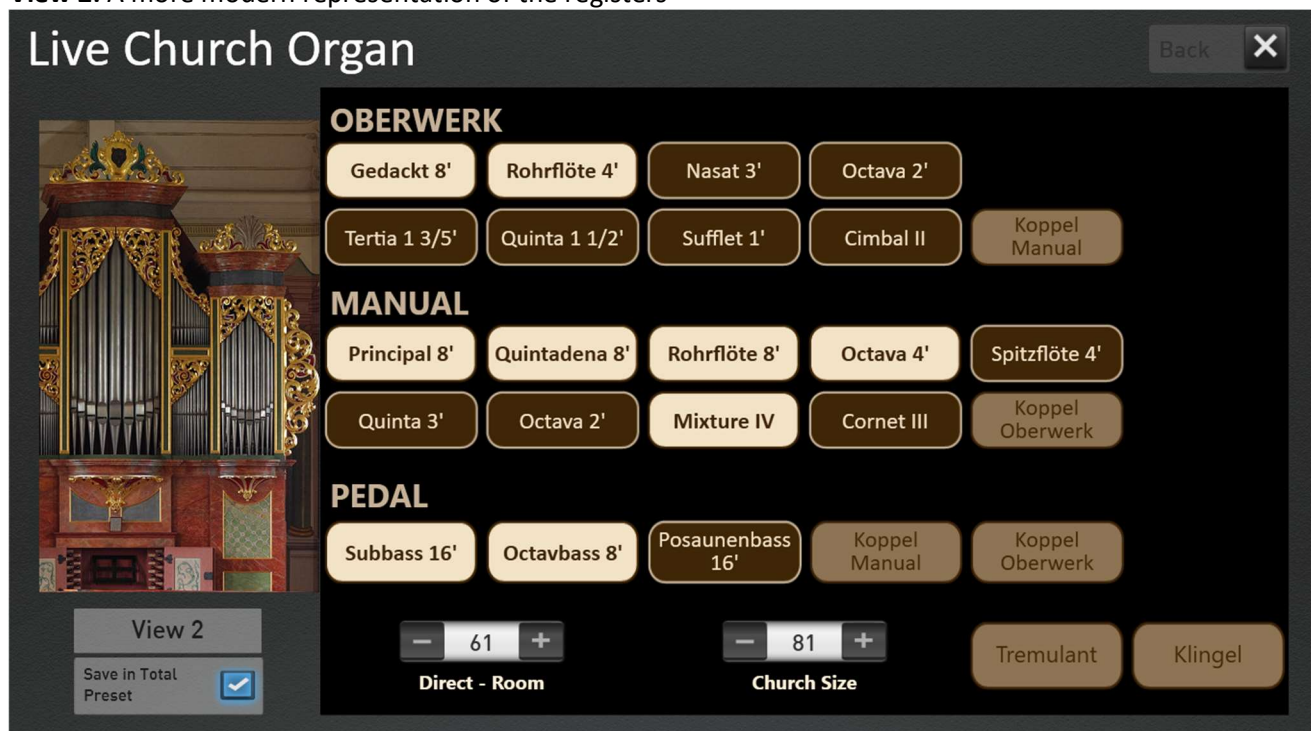 View 2: A more modern representation of the registers
Live Church Organ
Back
OBERWERK
Gedackt 8'
Rohrflöte 4'
Nasat 3'
Octava 2'
Tertia 1 3/5'
Quinta 1 1/2'
Sufflet 1'
Cimbal II
Koppel
Manual
MANUAL
Principal 8'
Quintadena 8'
Rohrflöte 8'
Octava 4'
Spitzflöte 4'
Quinta 3'
Octava 2'
Mixture IV
Cornet III
Koppel
Oberwerk
PEDAL
Subbass 16'
Octavbass 8'
Posaunenbass
16'
Koppel
Manual
Koppel
Oberwerk
View 2
Save in Total
Preset
− 61 +
Direct - Room
− 81 +
Church Size
Tremulant
Klingel